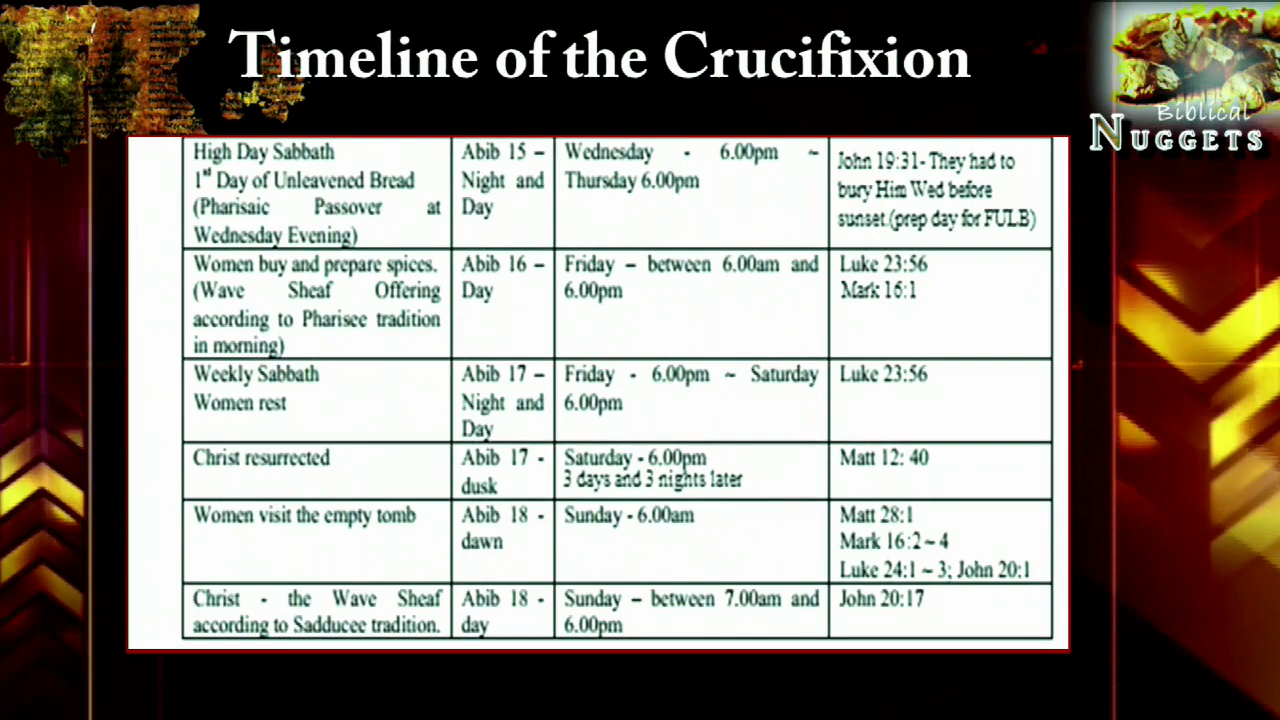 Timeline of the Crucifixion
Biblical
NUGGETS
High Day Sabbath
1st Day of Unleavened Bread
(Pharisaic Passover at
Wednesday Evening)
Abib 15 –
Night and
Day
Wednesday - 6.00pm ~
Thursday 6.00pm
John 19:31- They had to
bury Him Wed before
sunset.(prep day for FULB)
Women buy and prepare spices.
(Wave Sheaf Offering
according to Pharisee tradition
in morning)
Abib 16 –
Day
Friday – between 6.00am and
6.00pm
Luke 23:56
Mark 16:1
Weekly Sabbath
Women rest
Abib 17 –
Night and
Day
Friday - 6.00pm ~ Saturday
6.00pm
Luke 23:56
Christ resurrected
Abib 17 -
dusk
Saturday - 6.00pm
3 days and 3 nights later
Matt 12: 40
Women visit the empty tomb
Abib 18 -
dawn
Sunday - 6.00am
Matt 28:1
Mark 16:2 ~ 4
Luke 24:1 ~ 3; John 20:1
Christ - the Wave Sheaf
according to Sadducee tradition.
Abib 18 -
day
Sunday – between 7.00am and
6.00pm
John 20:17